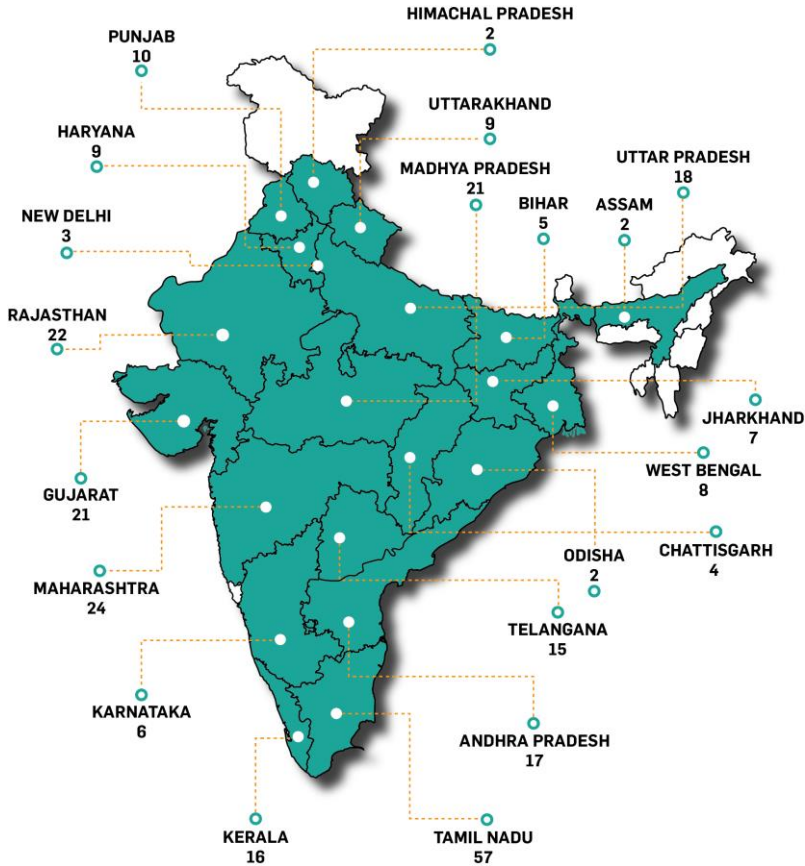 HIMACHAL PRADESH
2
PUNJAB
10
UTTARAKHAND
9
HARYANA
9
MADHYA PRADESH
21
UTTAR PRADESH
18
BIHAR
5
ASSAM
2
NEW DELHI
3
RAJASTHAN
22
JHARKHAND
7
WEST BENGAL
8
GUJARAT
21
CHATTISGARH
4
ODISHA
2
MAHARASHTRA
24
TELANGANA
15
KARNATAKA
6
ANDHRA PRADESH
17
KERALA
16
TAMIL NADU
57